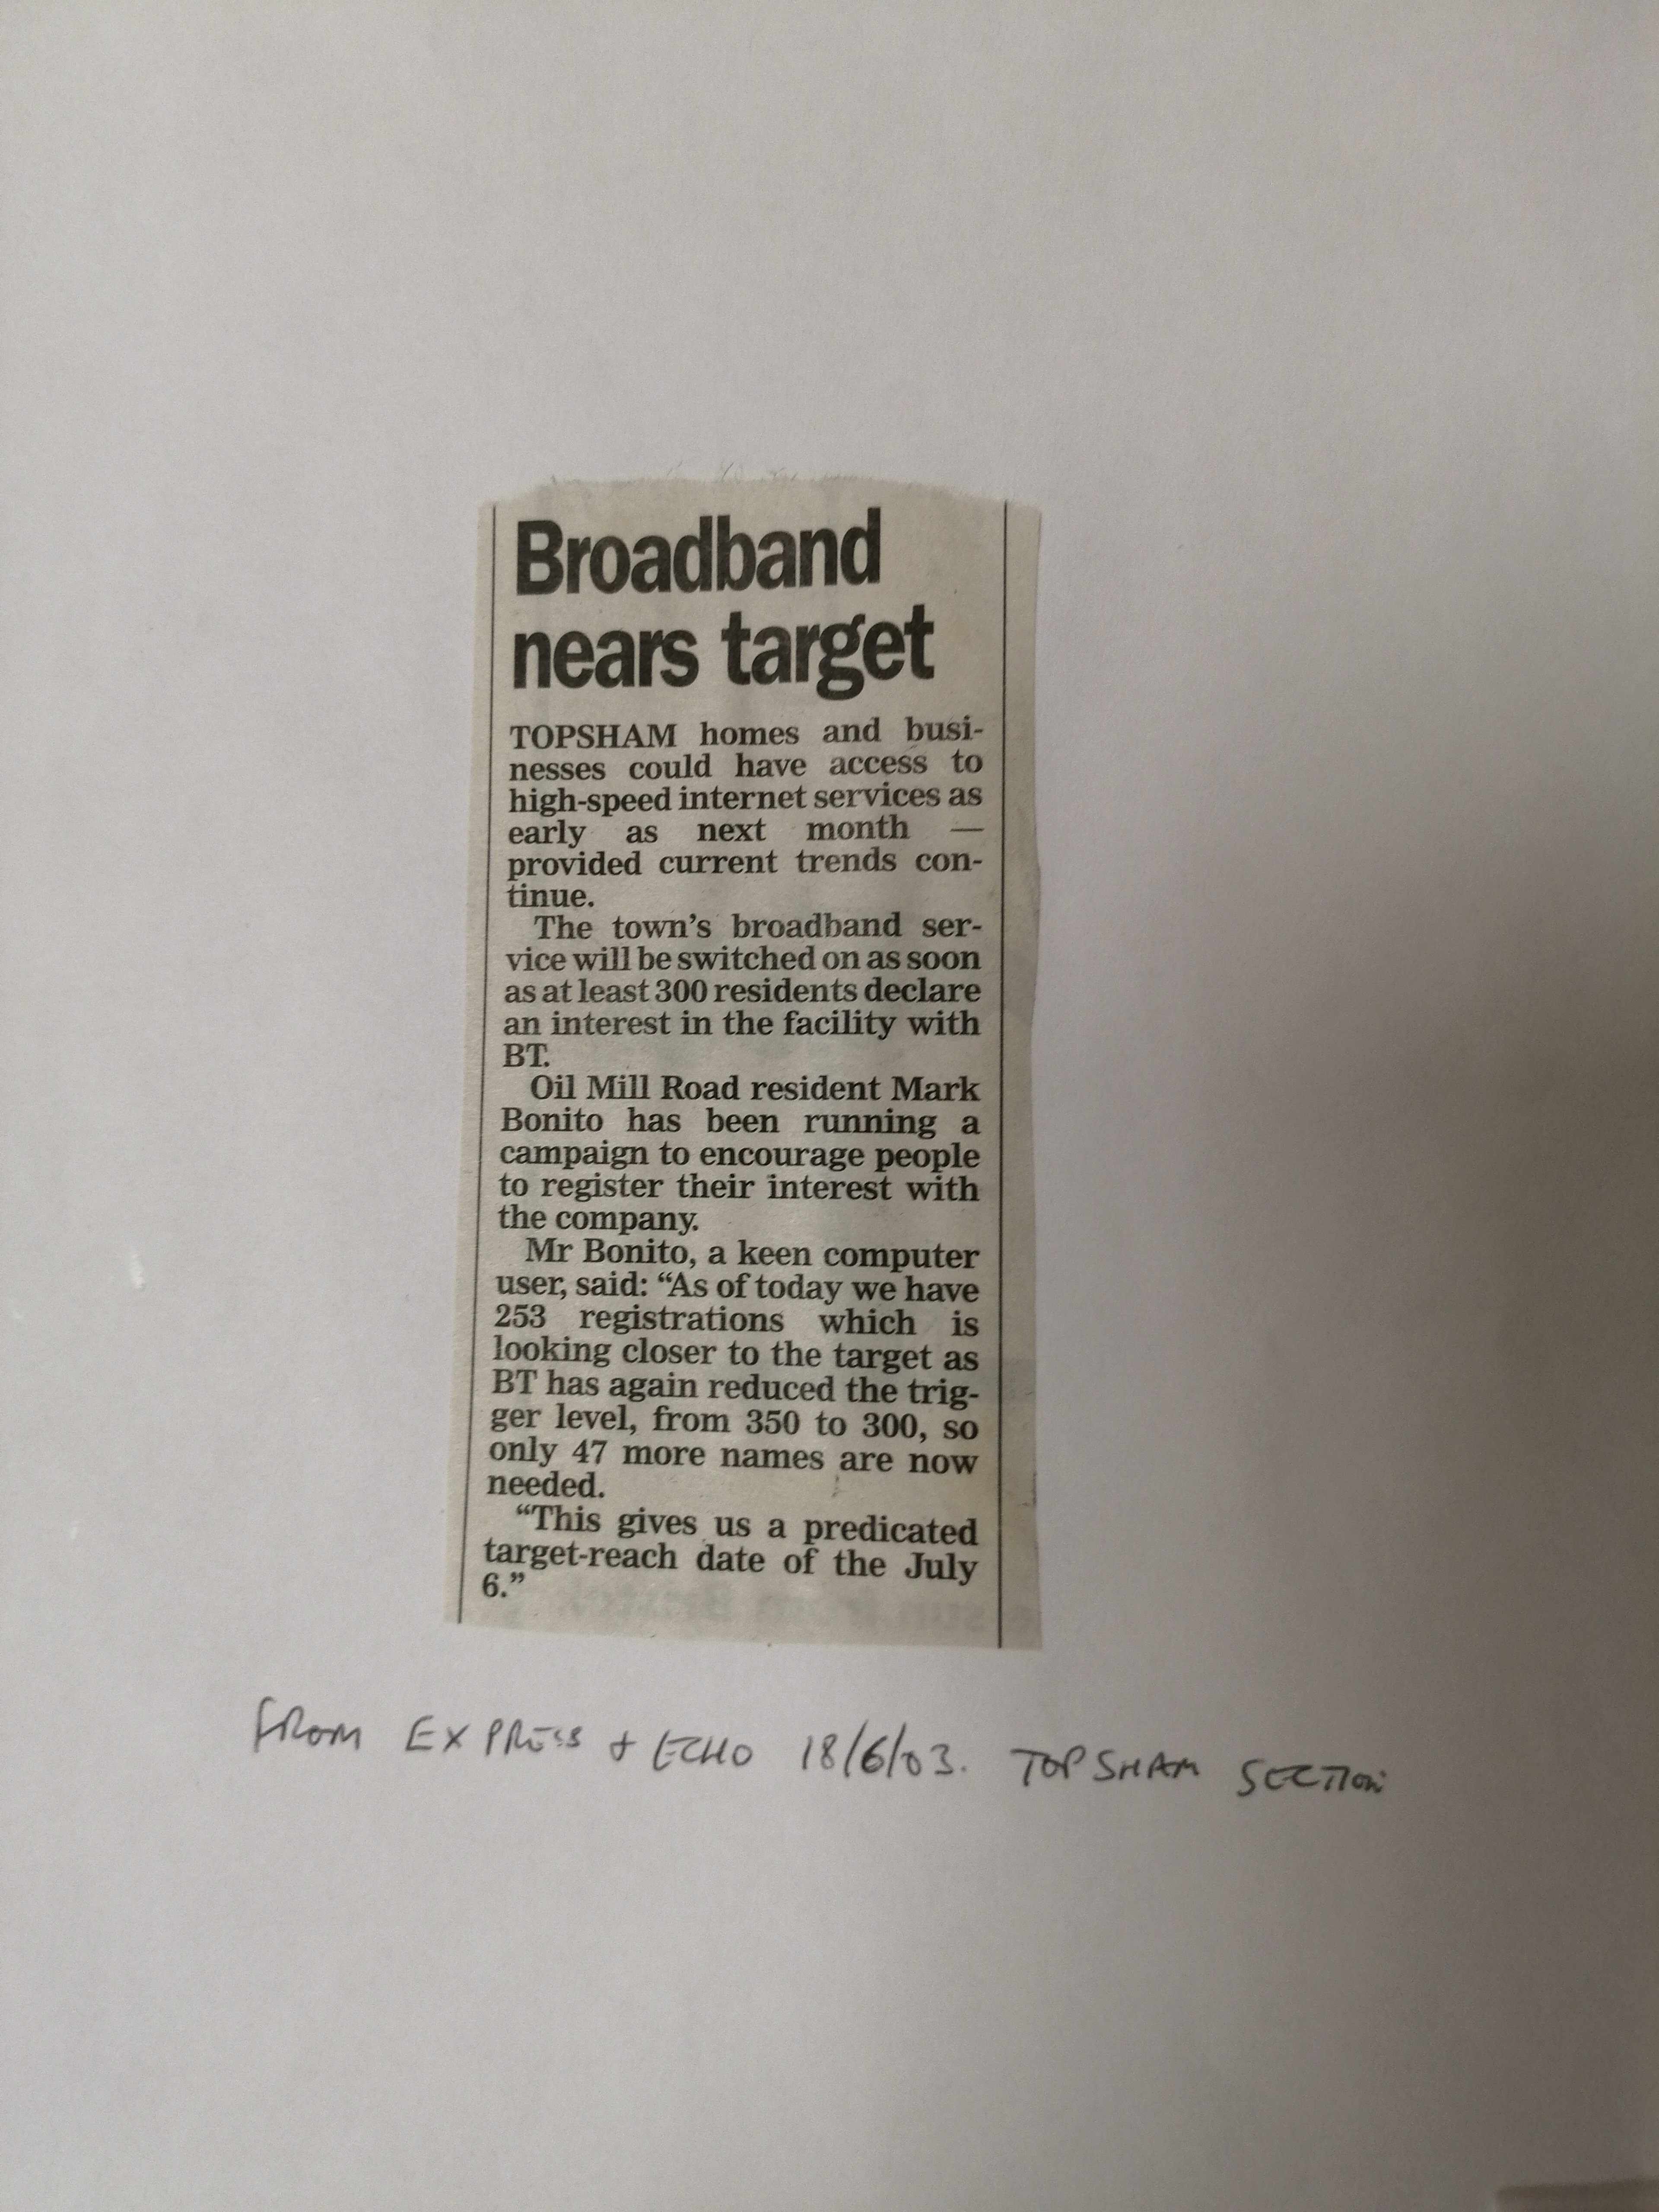 Broadband
nears target
TOPSHAM homes and busi-
nesses could have access to
high-speed internet services as
early as next month —
provided current trends con-
tinue.
The town's broadband ser-
vice will be switched on as soon
as at least 300 residents declare
an interest in the facility with
BT.
Oil Mill Road resident Mark
Bonito has been running a
campaign to encourage people
to register their interest with
the company.
Mr Bonito, a keen computer
user, said: “As of today we have
253 registrations which is
looking closer to the target as
BT has again reduced the trig-
ger level, from 350 to 300, so
only 47 more names are now
needed.
“This gives us a predicated
target-reach date of the July
6.”
FROM EXPRESS & ECHO 18/6/03. TOPSHAM SECTION